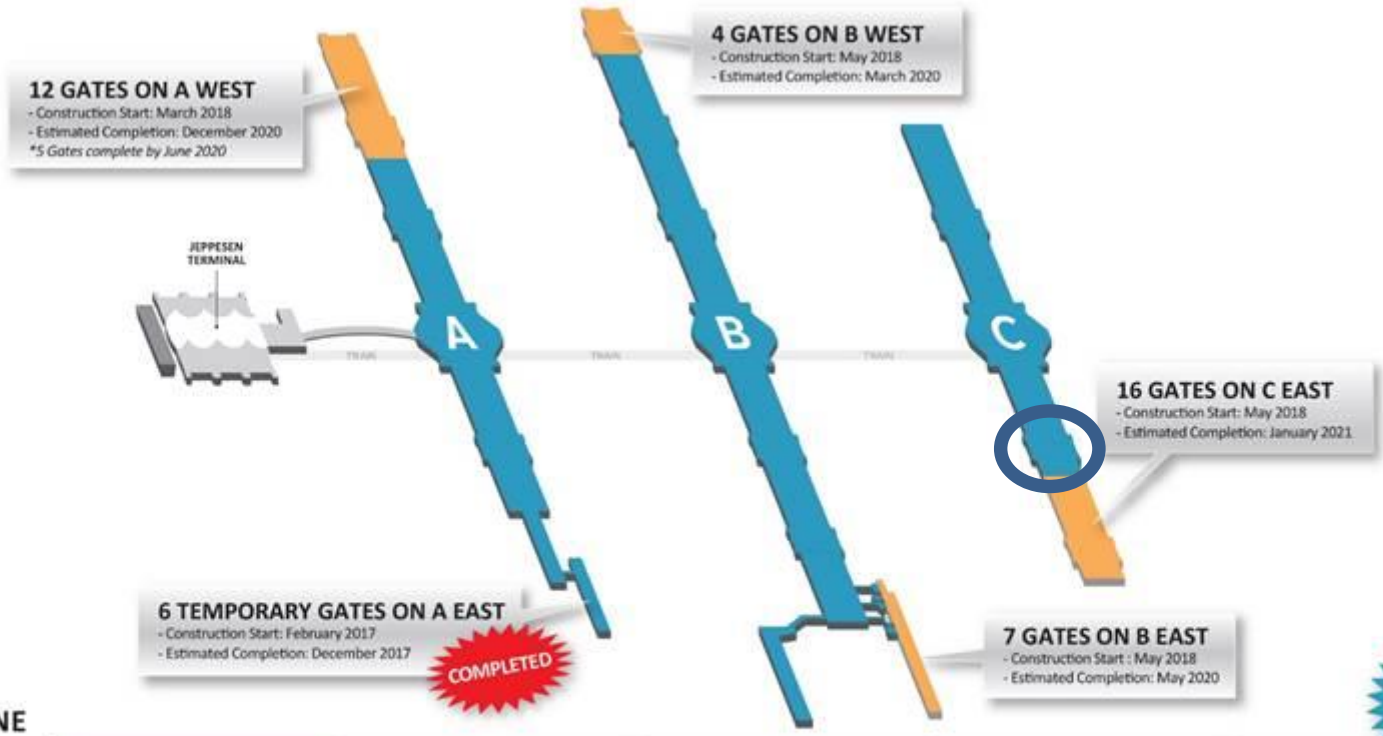 4 GATES ON B WEST
- Construction Start: May 2018
- Estimated Completion: March 2020
12 GATES ON A WEST
- Construction Start: March 2018
- Estimated Completion: December 2020
*5 Gates complete by June 2020
JEPPESEN
TERMINAL
A
B
C
TRAIN
TRAIN
TRAIN
16 GATES ON C EAST
- Construction Start: May 2018
- Estimated Completion: January 2021
6 TEMPORARY GATES ON A EAST
- Construction Start: February 2017
- Estimated Completion: December 2017
COMPLETED
7 GATES ON B EAST
- Construction Start : May 2018
- Estimated Completion: May 2020
NE